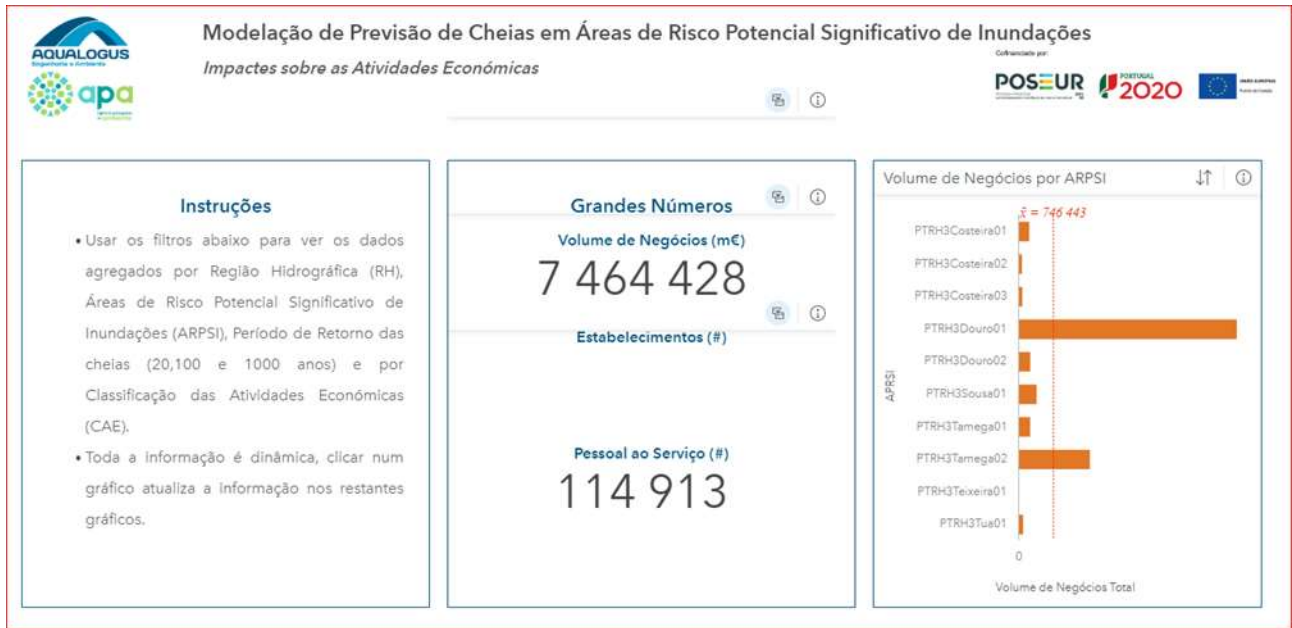 Modelação de Previsão de Cheias em Áreas de Risco Potencial Significativo de Inundações
Impactes sobre as Atividades Económicas
AQUALOGUS
Engenharia e Ambiente
apa
Cofinanciado por:
POSEUR
PORTUGAL
2020
UNIÃO EUROPEIA
Instruções
• Usar os filtros abaixo para ver os dados
agregados por Região Hidrográfica (RH),
Áreas de Risco Potencial Significativo de
Inundações (ARPSI), Período de Retorno das
cheias (20,100 e 1000 anos) e por
Classificação das Atividades Económicas
(CAE).
• Toda a informação é dinâmica, clicar num
gráfico atualiza a informação nos restantes
gráficos.
Grandes Números
Volume de Negócios (m€)
7 464 428
Estabelecimentos (#)
Pessoal ao Serviço (#)
114 913
Volume de Negócios por ARPSI
x̄ = 746 443
PTRH3Costeira01
PTRH3Costeira02
PTRH3Costeira03
PTRH3Douro01
PTRH3Douro02
PTRH3Sousa01
PTRH3Tamega01
PTRH3Tamega02
PTRH3Teixeira01
PTRH3Tua01
APRSI
0
Volume de Negócios Total